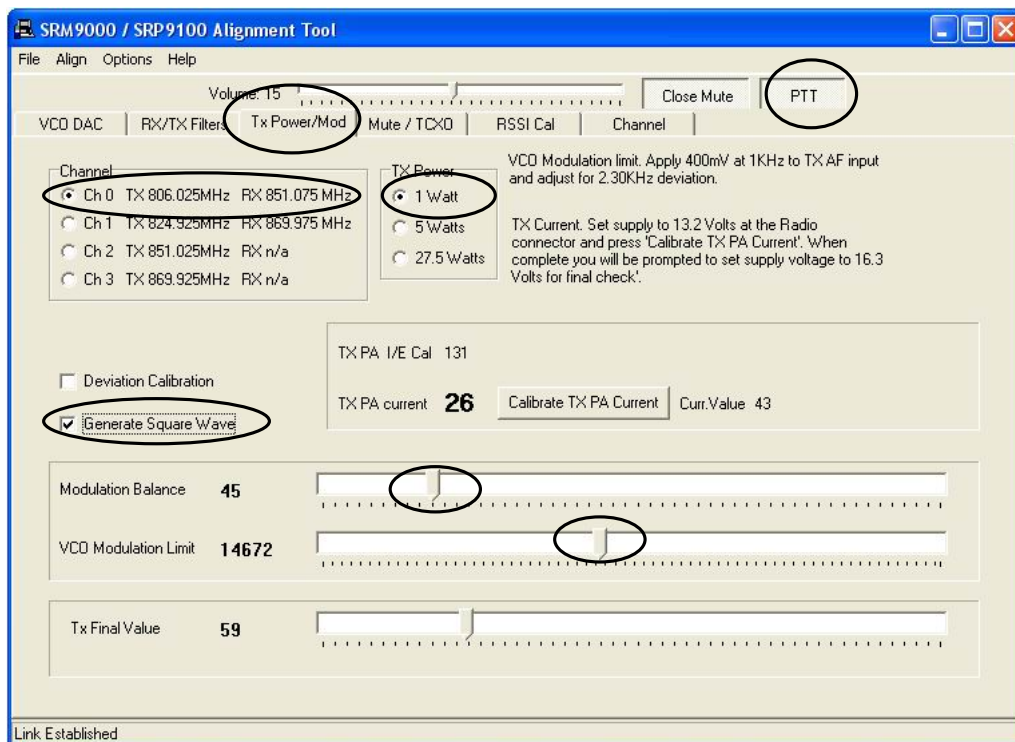 SRM9000 / SRP9100 Alignment Tool
File Align Options Help
Volume: 15 Close Mute PTT
VCO DAC RX/TX Filters Tx Power/Mod Mute / TCXO RSSI Cal Channel
Channel
Ch 0 TX 806.025MHz RX 851.075 MHz
Ch 1 TX 824.925MHz RX 869.975 MHz
Ch 2 TX 851.025MHz RX n/a
Ch 3 TX 869.925MHz RX n/a
TX Power
1 Watt
5 Watts
27.5 Watts
VCO Modulation limit. Apply 400mV at 1KHz to TX AF input
and adjust for 2.30KHz deviation.
TX Current. Set supply to 13.2 Volts at the Radio
connector and press 'Calibrate TX PA Current'. When
complete you will be prompted to set supply voltage to 16.3
Volts for final check'.
Deviation Calibration
Generate Square Wave
TX PA I/E Cal 131
TX PA current 26 Calibrate TX PA Current Curr.Value 43
Modulation Balance 45
VCO Modulation Limit 14672
Tx Final Value 59
Link Established